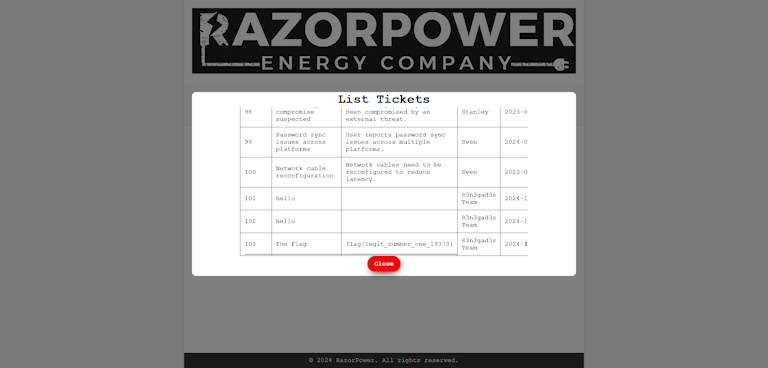 RAZORPOWER
ENERGY COMPANY
List Tickets
98 compromise suspected been compromised by an external threat. Stanley 2023-0
99 Password sync issues across platforms User reports password sync issues across multiple platforms. Sven 2024-0
100 Network cable reconfiguration Network cables need to be reconfigured to reduce latency. Sven 2023-0
101 hello R3n3gad3s Team 2024-1
102 hello R3n3gad3s Team 2024-1
103 The Flag flag{legit_number_one_19373} R3n3gad3s Team 2024-1
Close
© 2024 RazorPower. All rights reserved.